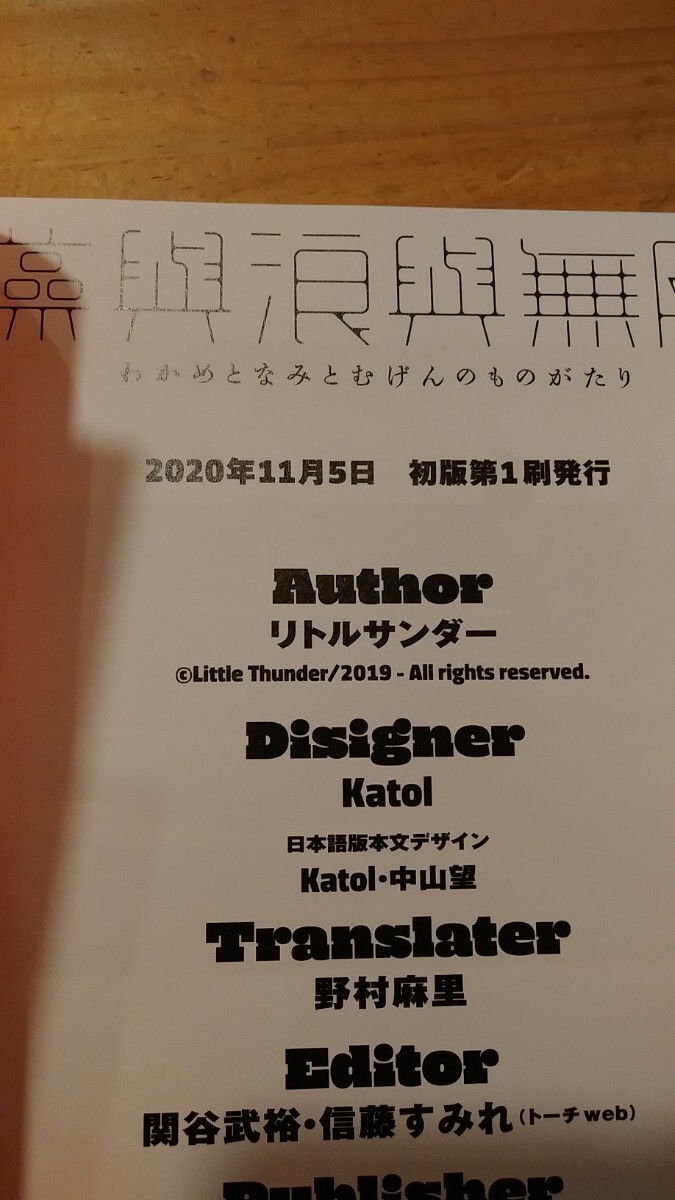 與浪與無
わかめとなみとむげんのものがたり
2020年11月5日 初版第1刷発行
Author
リトルサンダー
©Little Thunder/2019 - All rights reserved.
Disigner
Katol
日本語版本文デザイン
Katol・中山望
Translater
野村麻里
Editor
関谷武裕・信藤すみれ(トーチweb)
Publisher